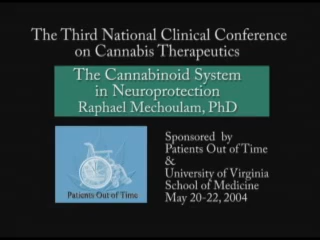 The Third National Clinical Conference
on Cannabis Therapeutics
The Cannabinoid System
in Neuroprotection
Raphael Mechoulam, PhD
Sponsored by
Patients Out of Time
&
University of Virginia
School of Medicine
May 20-22, 2004
Patients Out of Time